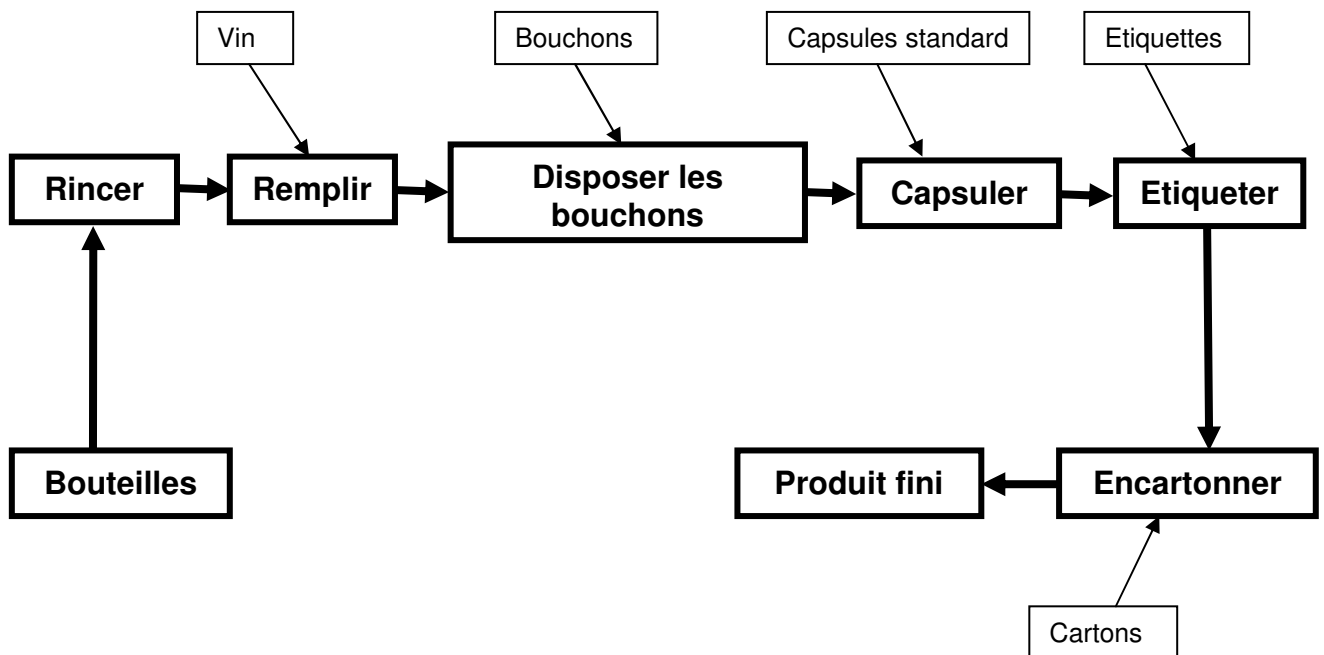 Vin
Bouchons
Capsules standard
Etiquettes
Rincer
Remplir
Disposer les
bouchons
Capsuler
Etiqueter
Bouteilles
Produit fini
Encartonner
Cartons